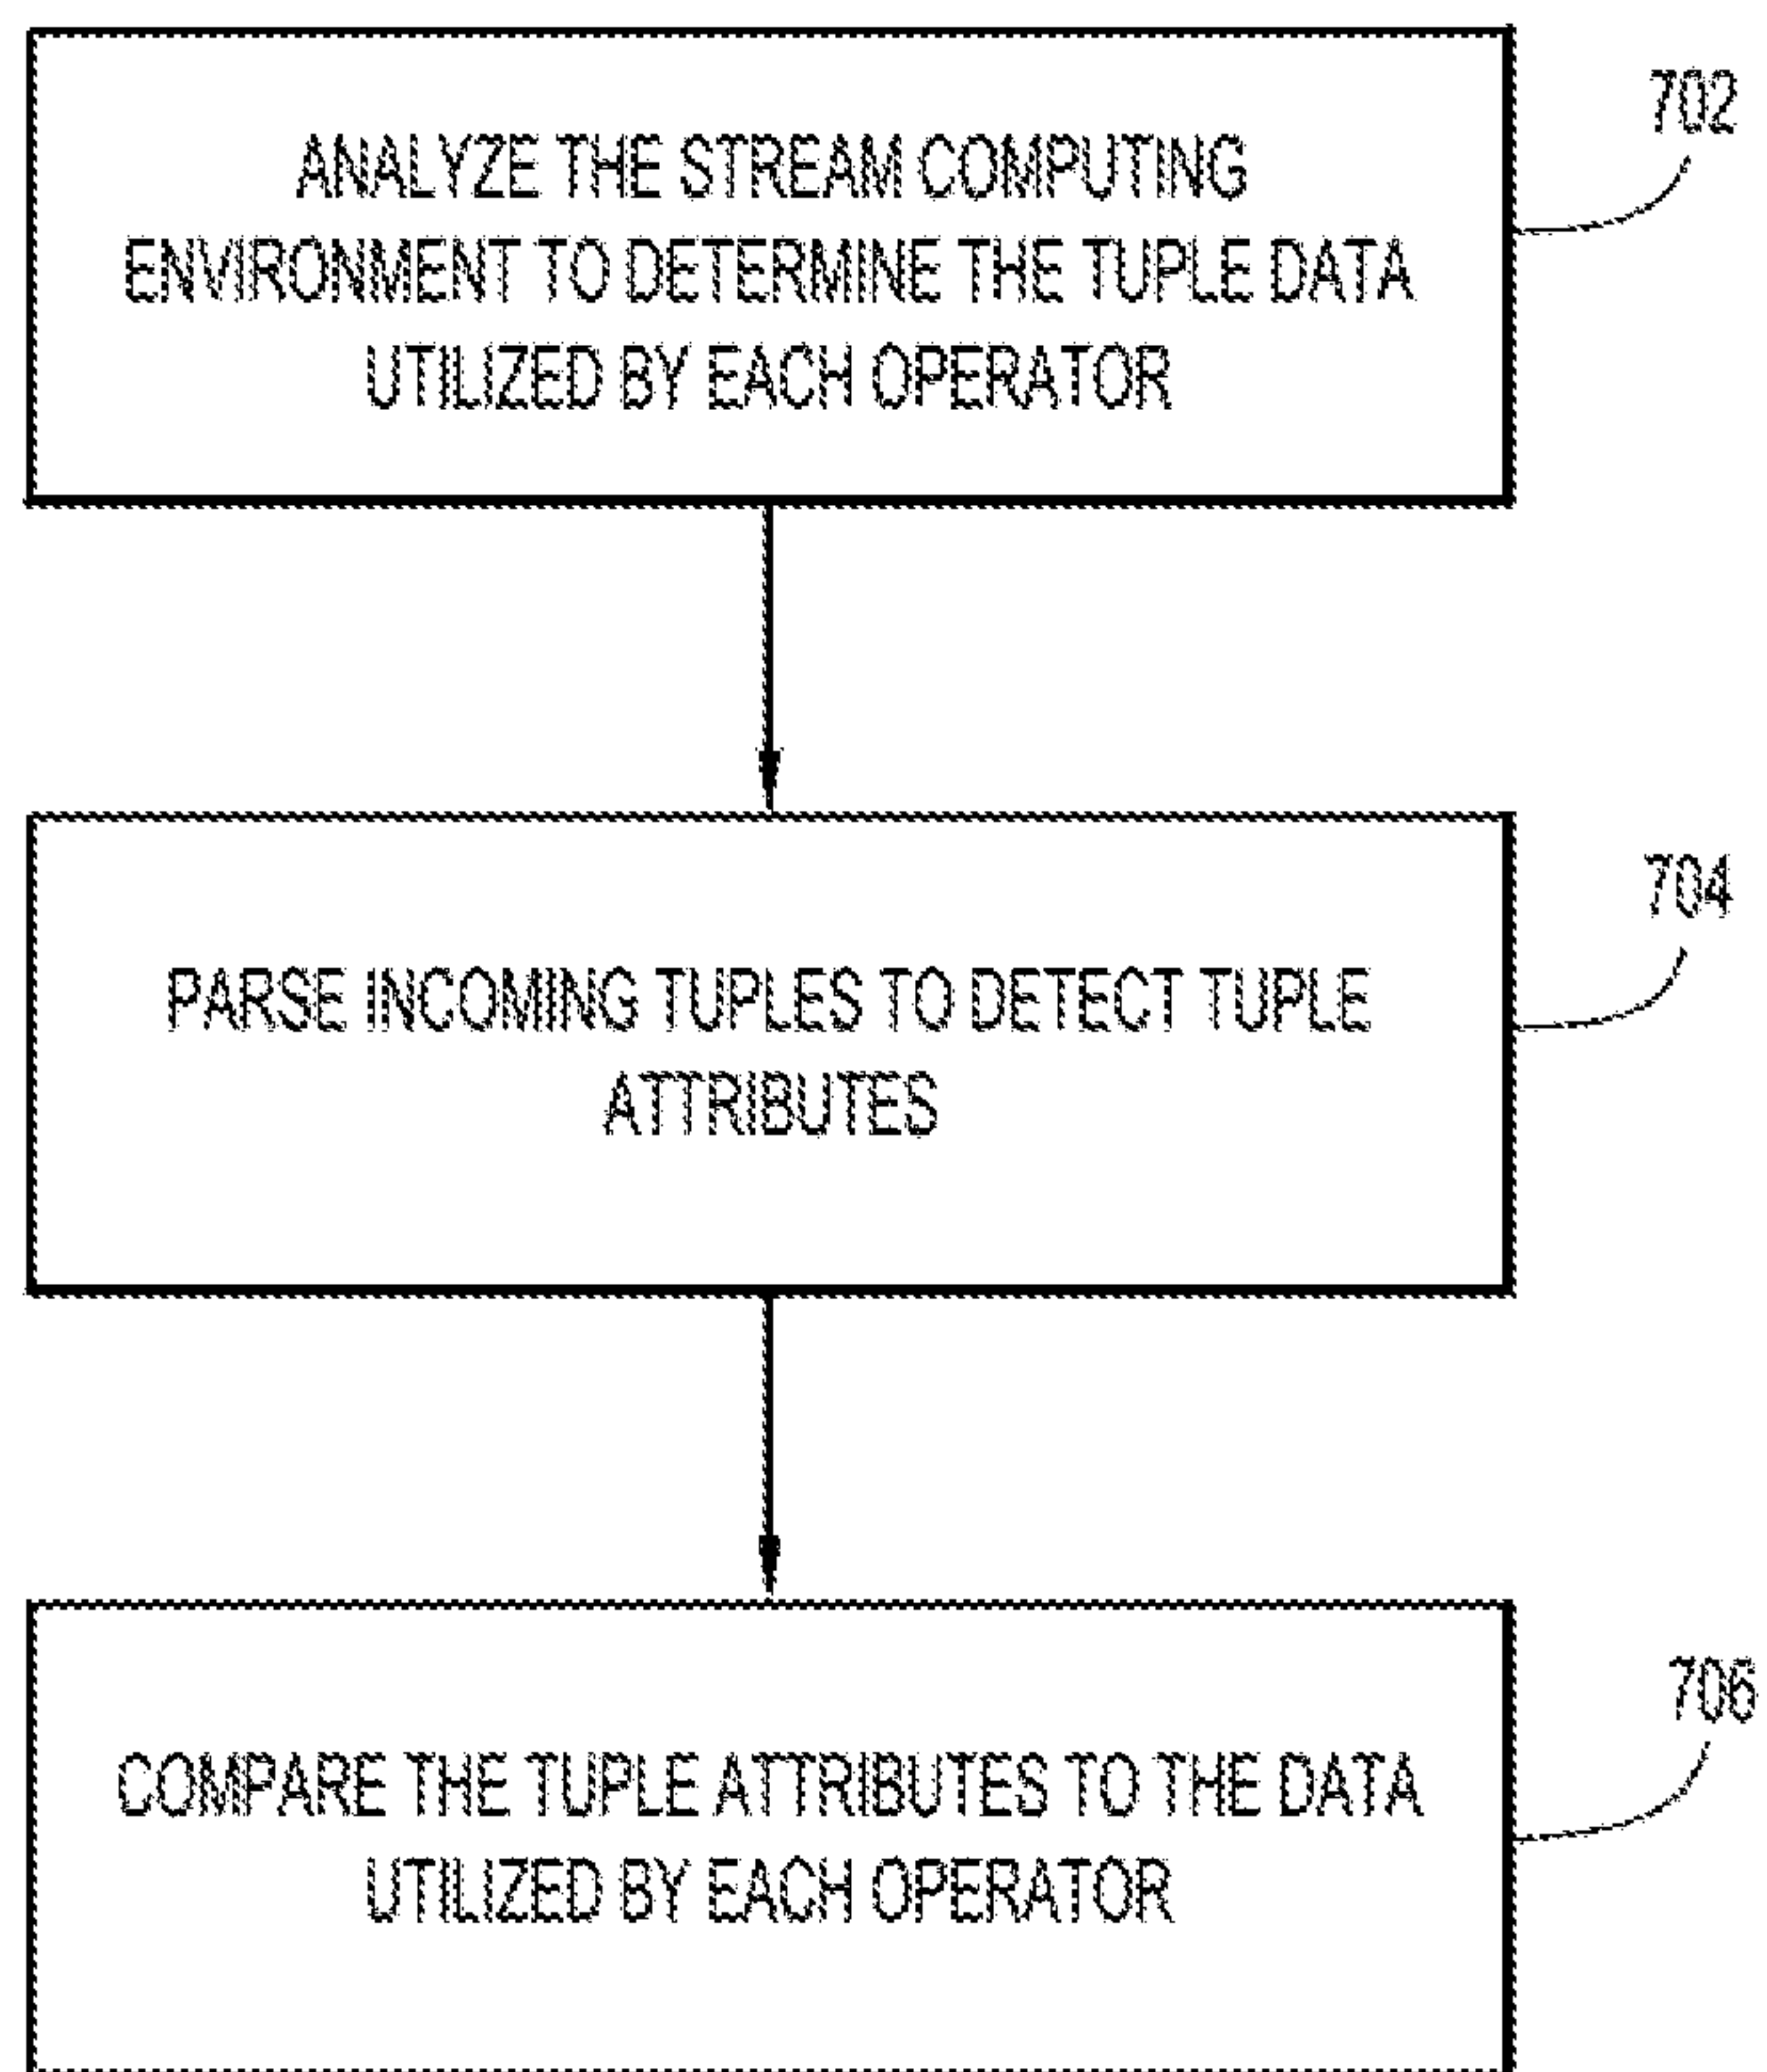 702
ANALYZE THE STREAM COMPUTING
ENVIRONMENT TO DETERMINE THE TUPLE DATA
UTILIZED BY EACH OPERATOR
704
PARSE INCOMING TUPLES TO DETECT TUPLE
ATTRIBUTES
706
COMPARE THE TUPLE ATTRIBUTES TO THE DATA
UTILIZED BY EACH OPERATOR